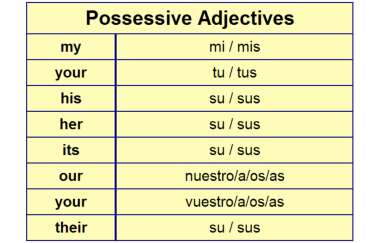 Possessive Adjectives
my mi / mis
your tu / tus
his su / sus
her su / sus
its su / sus
our nuestro/a/os/as
your vuestro/a/os/as
their su / sus